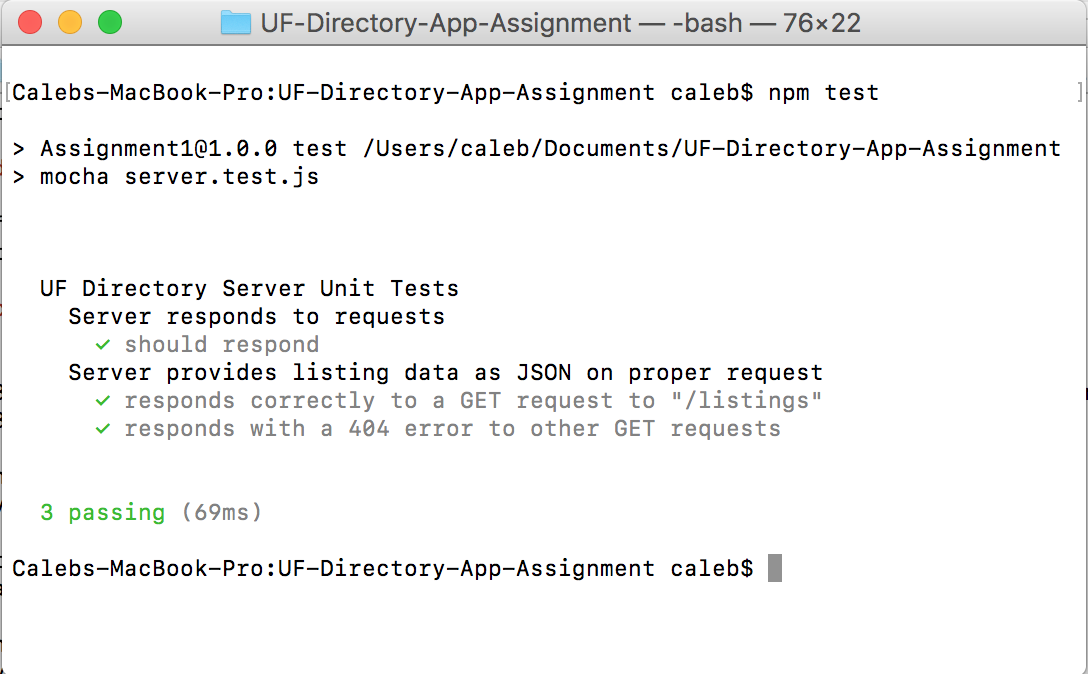 UF-Directory-App-Assignment — -bash — 76×22
[Calebs-MacBook-Pro:UF-Directory-App-Assignment caleb$ npm test ]
> Assignment1@1.0.0 test /Users/caleb/Documents/UF-Directory-App-Assignment
> mocha server.test.js
UF Directory Server Unit Tests
Server responds to requests
✓ should respond
Server provides listing data as JSON on proper request
✓ responds correctly to a GET request to "/listings"
✓ responds with a 404 error to other GET requests
3 passing (69ms)
Calebs-MacBook-Pro:UF-Directory-App-Assignment caleb$